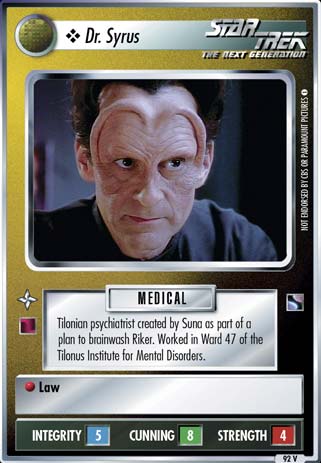 ❖ Dr. Syrus
STAR TREK
THE NEXT GENERATION
NOT ENDORSED BY CBS OR PARAMOUNT PICTURES
MEDICAL
Tilonian psychiatrist created by Suna as part of a
plan to brainwash Riker. Worked in Ward 47 of the
Tilonus Institute for Mental Disorders.
Law
INTEGRITY 5 CUNNING 8 STRENGTH 4
92 V